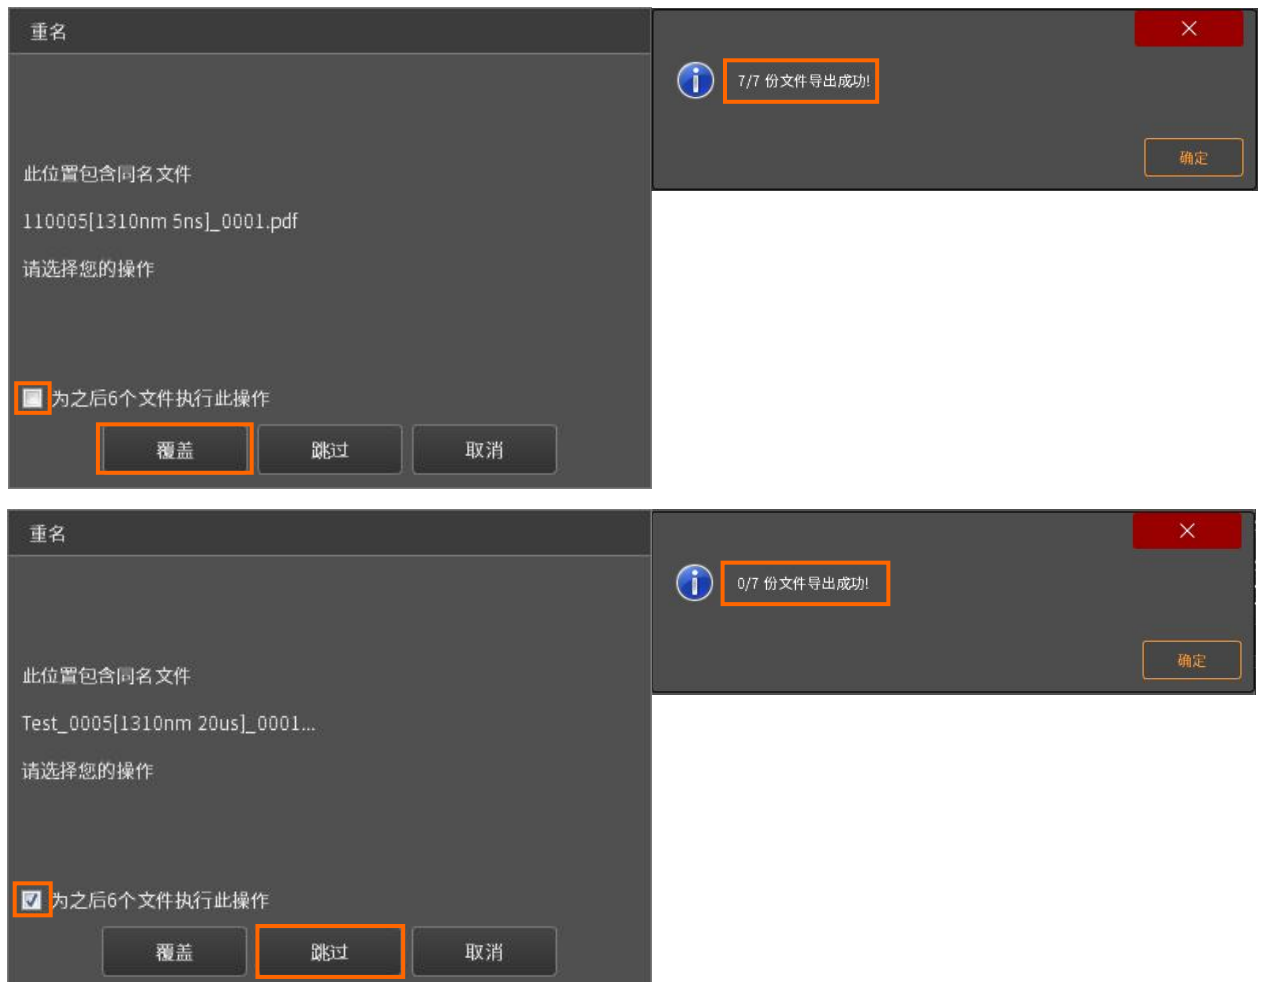 重名
此位置包含同名文件
110005[1310nm 5ns]_0001.pdf
请选择您的操作
为之后6个文件执行此操作
覆盖 跳过 取消
7/7 份文件导出成功!
确定
重名
此位置包含同名文件
Test_0005[1310nm 20us]_0001...
请选择您的操作
为之后6个文件执行此操作
覆盖 跳过 取消
0/7 份文件导出成功!
确定